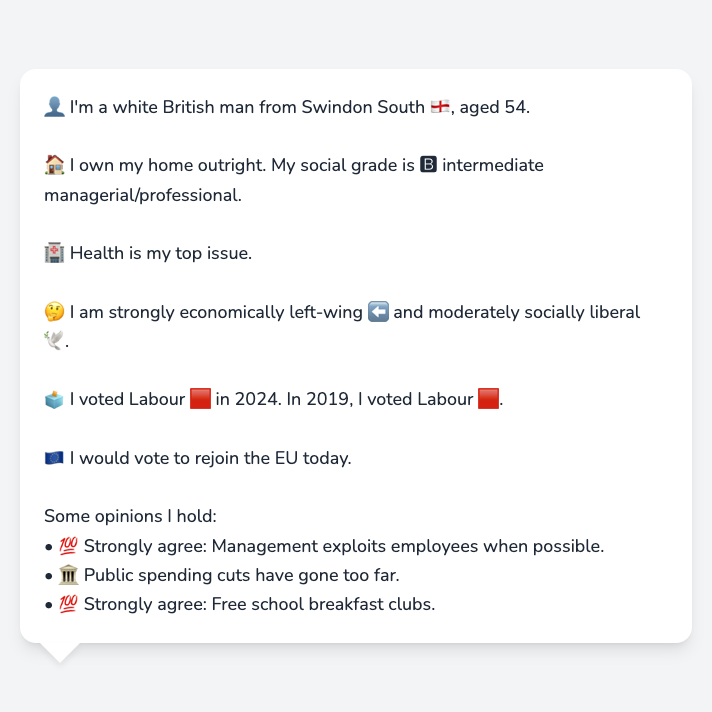 👤 I'm a white British man from Swindon South 🏴󠁧󠁢󠁥󠁮󠁧󠁿, aged 54.
🏠 I own my home outright. My social grade is 🅱 intermediate
managerial/professional.
🏥 Health is my top issue.
🤔 I am strongly economically left-wing ⬅️ and moderately socially liberal
🕊️.
🗳️ I voted Labour 🟥 in 2024. In 2019, I voted Labour 🟥.
🇪🇺 I would vote to rejoin the EU today.
Some opinions I hold:
• 💯 Strongly agree: Management exploits employees when possible.
• 🏛️ Public spending cuts have gone too far.
• 💯 Strongly agree: Free school breakfast clubs.